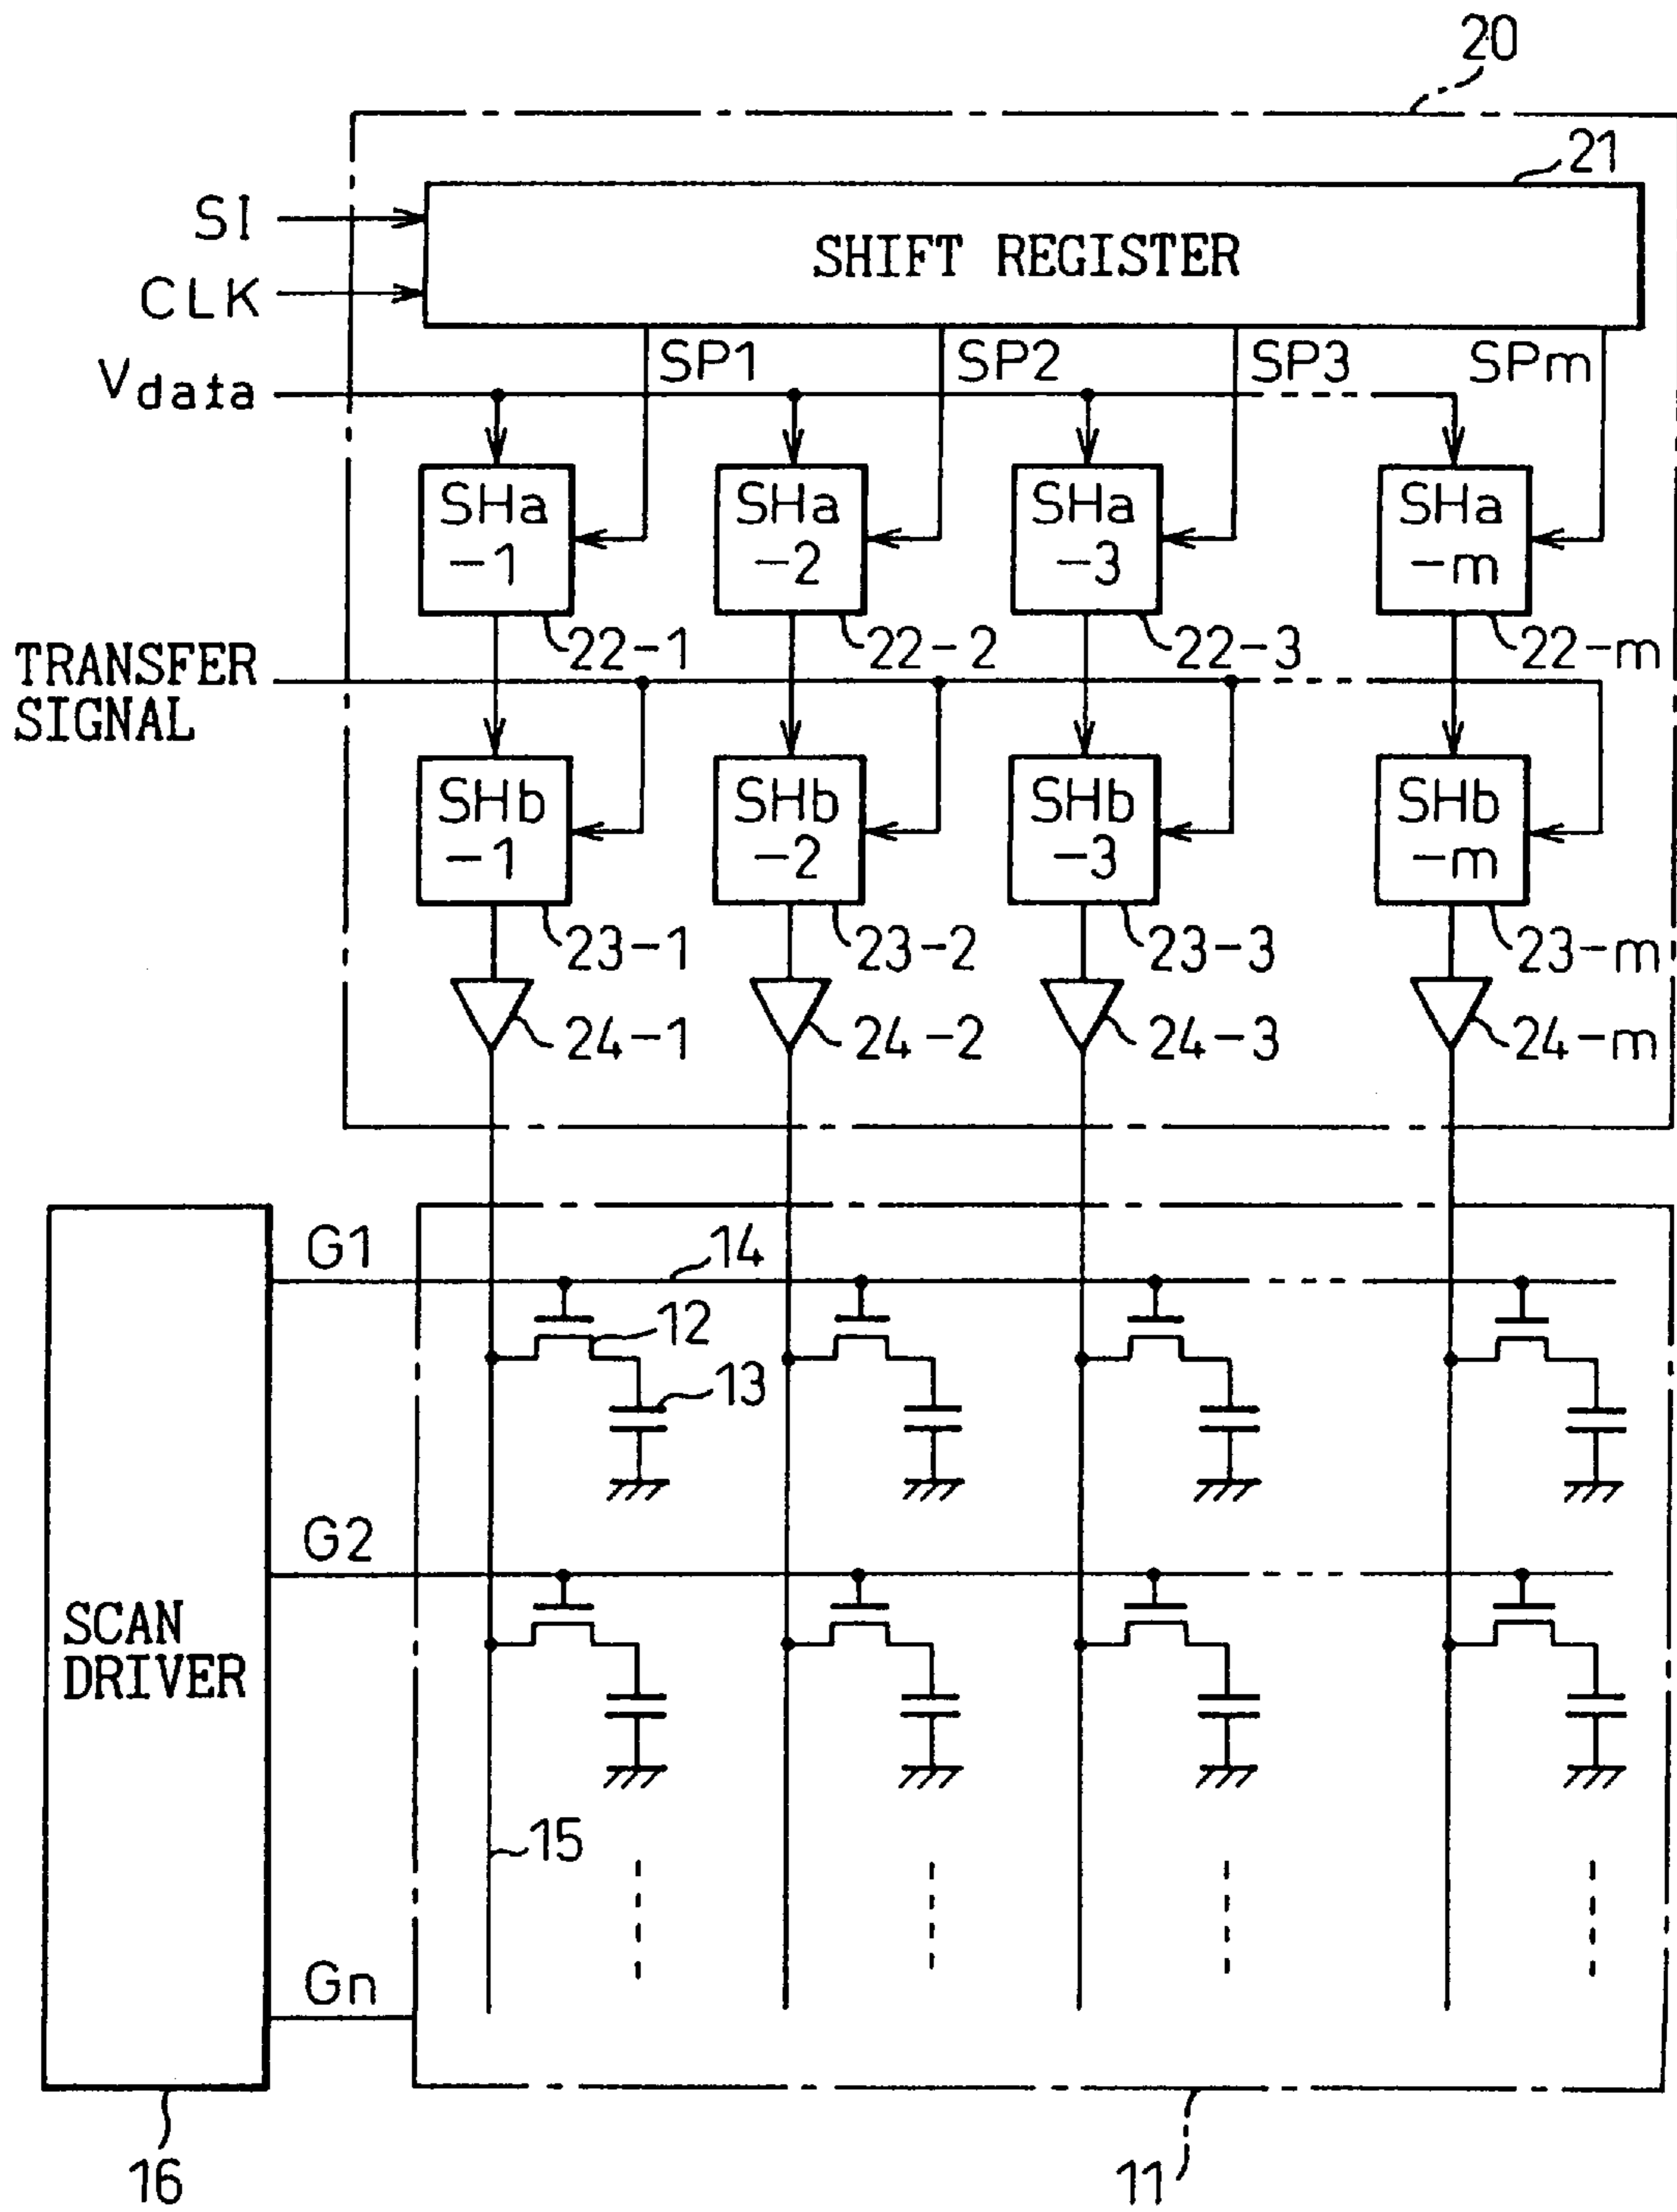 20
21
SI
SHIFT REGISTER
CLK
SP1 SP2 SP3 SPm
Vdata
SHa SHa SHa SHa
-1 -2 -3 -m
22-1 22-2 22-3 22-m
TRANSFER
SIGNAL
SHb SHb SHb SHb
-1 -2 -3 -m
23-1 23-2 23-3 23-m
24-1 24-2 24-3 24-m
G1 14
12
13
G2
SCAN
DRIVER
15
Gn
16 11